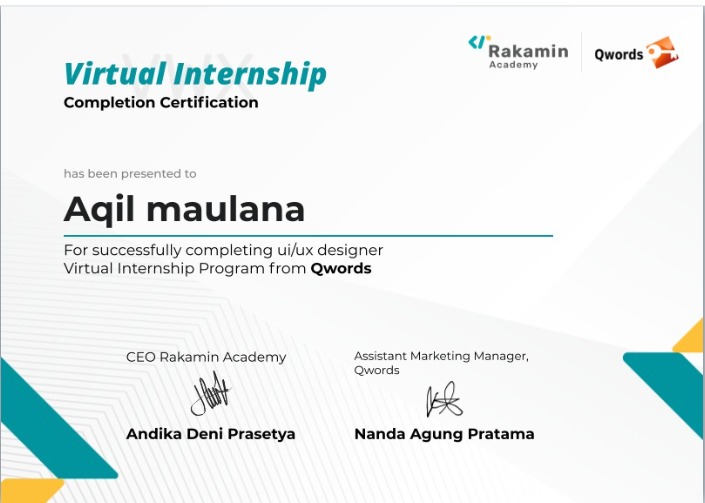 Rakamin
Academy
Qwords
Virtual Internship
Completion Certification
has been presented to
Aqil maulana
For successfully completing ui/ux designer
Virtual Internship Program from Qwords
CEO Rakamin Academy
Andika Deni Prasetya
Assistant Marketing Manager,
Qwords
Nanda Agung Pratama